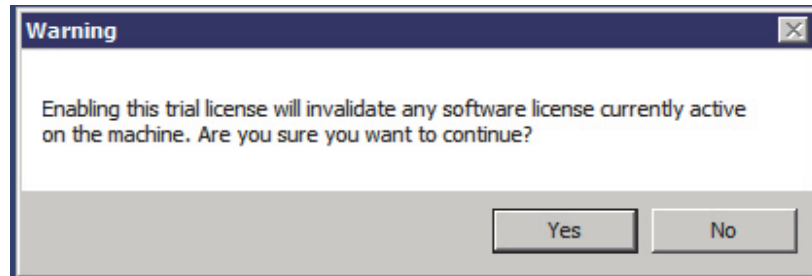 Warning
Enabling this trial license will invalidate any software license currently active
on the machine. Are you sure you want to continue?
Yes
No